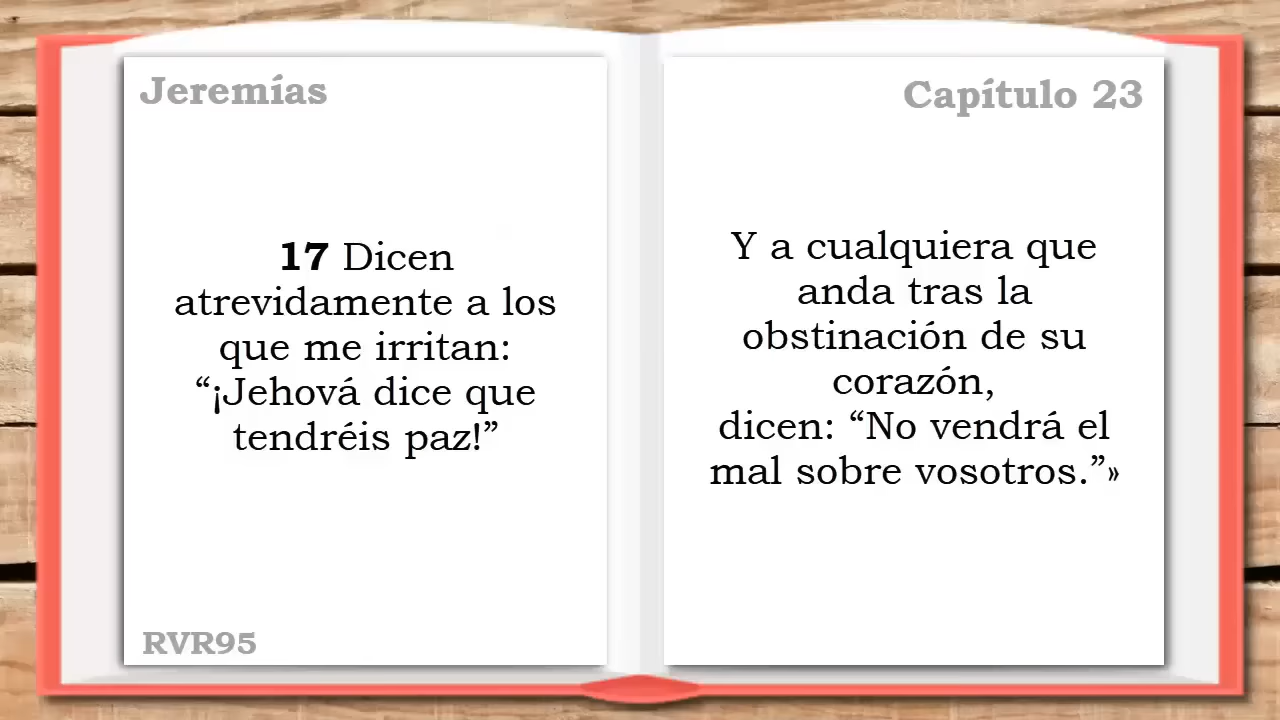 Jeremías
17 Dicen
atrevidamente a los
que me irritan:
“¡Jehová dice que
tendréis paz!”
RVR95
Capítulo 23
Y a cualquiera que
anda tras la
obstinación de su
corazón,
dicen: “No vendrá el
mal sobre vosotros.”»